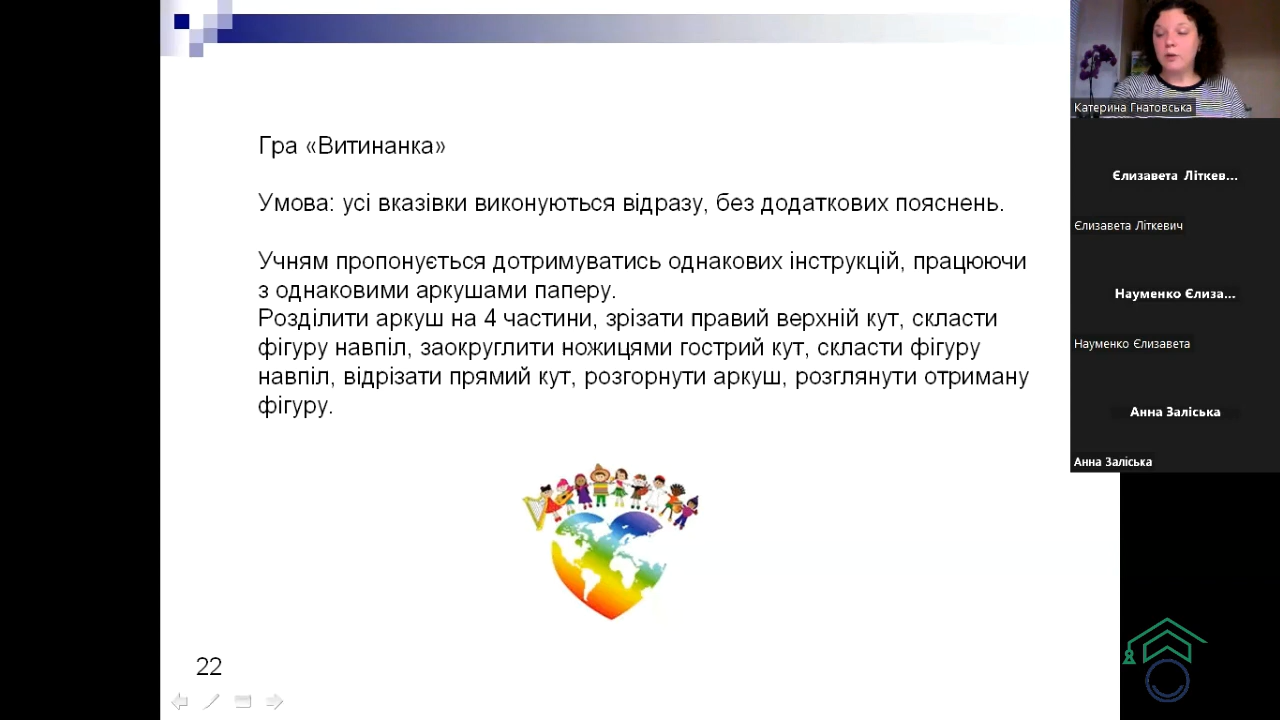 Гра «Витинанка»
Умова: усі вказівки виконуються відразу, без додаткових пояснень.
Учням пропонується дотримуватись однакових інструкцій, працюючи
з однаковими аркушами паперу.
Розділити аркуш на 4 частини, зрізати правий верхній кут, скласти
фігуру навпіл, заокруглити ножицями гострий кут, скласти фігуру
навпіл, відрізати прямий кут, розгорнути аркуш, розглянути отриману
фігуру.
22
Катерина Гнатовська
Єлизавета Літкев...
Єлизавета Літкевич
Науменко Єлиза...
Науменко Єлизавета
Анна Заліська
Анна Заліська